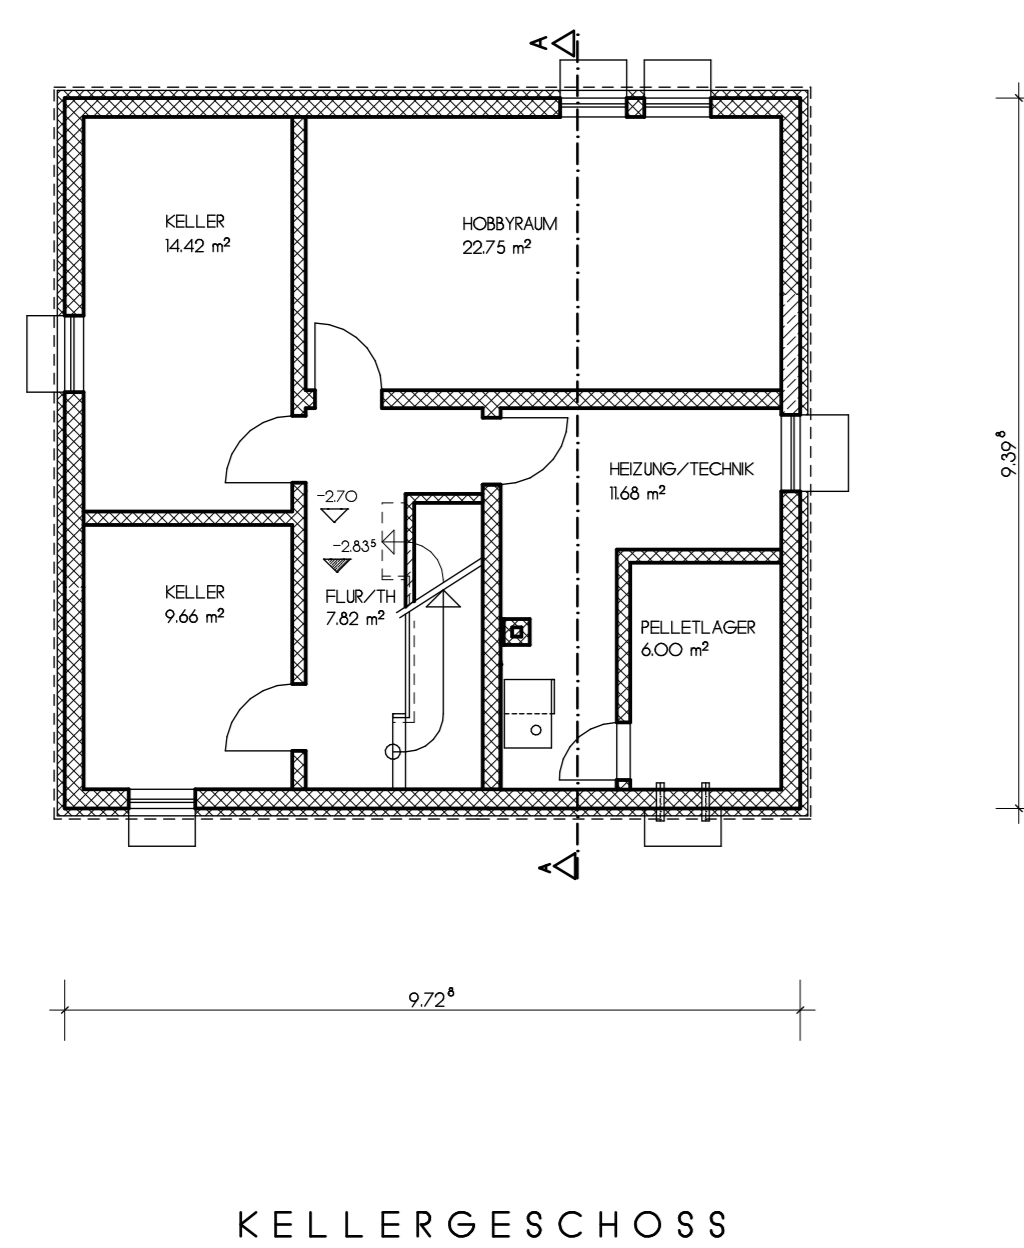 A
KELLER
14.42 m²
HOBBYRAUM
22.75 m²
9.39⁸
HEIZUNG/TECHNIK
11.68 m²
-2.70
-2.83⁵
KELLER
9.66 m²
FLUR/TH
7.82 m²
PELLETLAGER
6.00 m²
A
9.72⁸
KELLERGESCHOSS